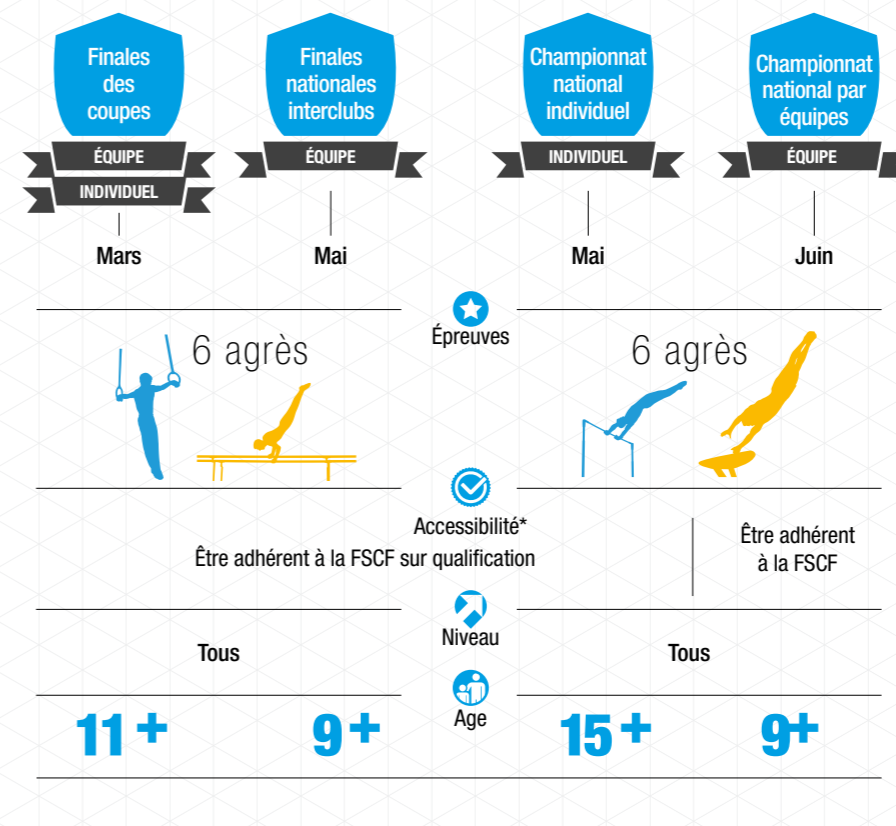 Finales
des
coupes
ÉQUIPE
INDIVIDUEL
Mars
Finales
nationales
interclubs
ÉQUIPE
Mai
Championnat
national
individuel
INDIVIDUEL
Mai
Championnat
national par
équipes
ÉQUIPE
Juin
Épreuves
6 agrès
6 agrès
Accessibilité*
Être adhérent à la FSCF sur qualification
Être adhérent
à la FSCF
Niveau
Tous
Tous
Age
11+
9+
15+
9+